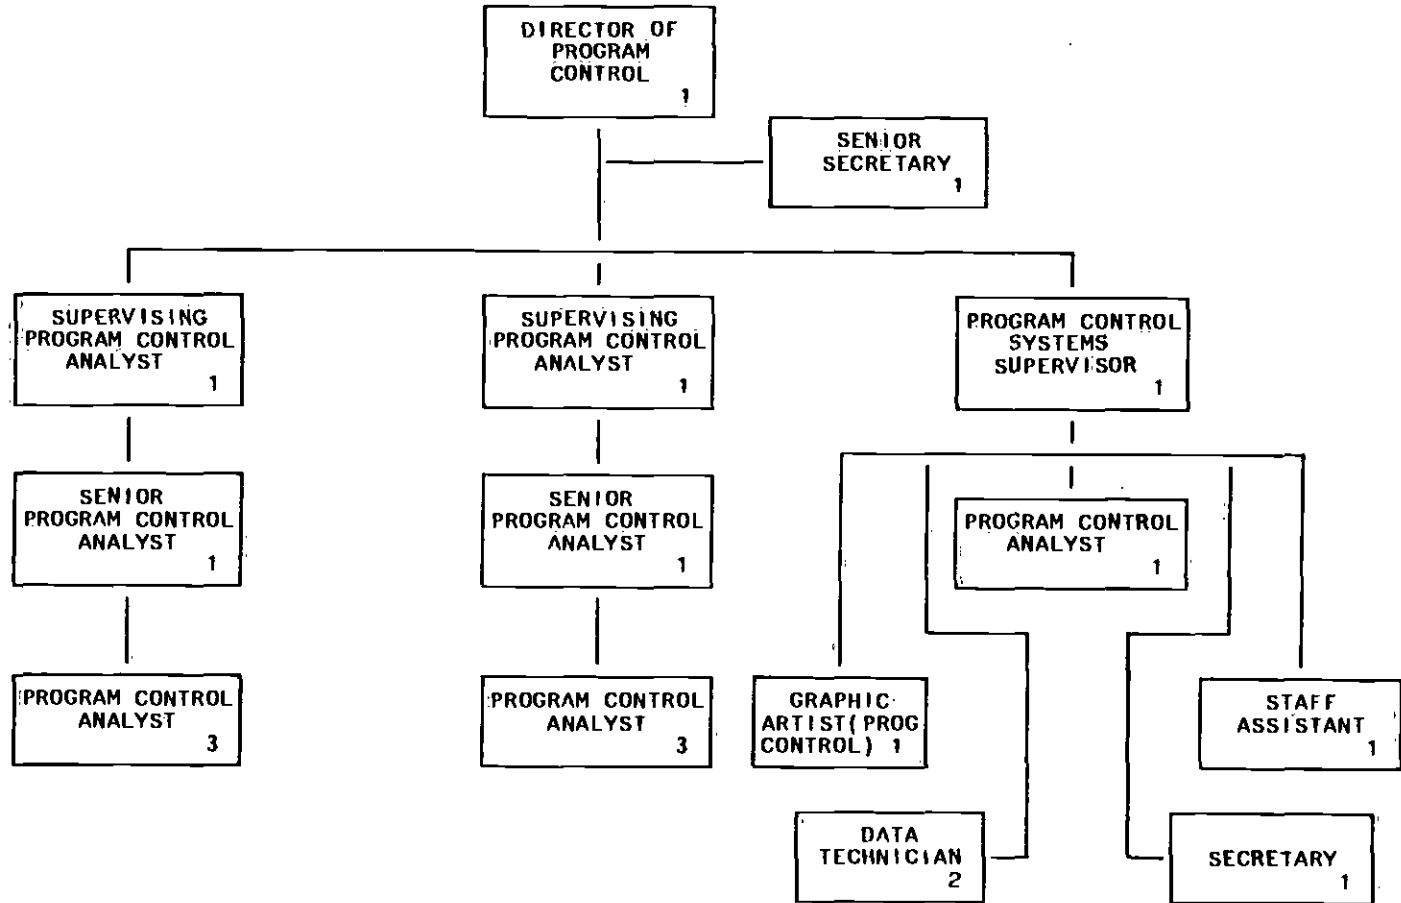 DIRECTOR OF
PROGRAM
CONTROL
1
SENIOR
SECRETARY
1
SUPERVISING
PROGRAM CONTROL
ANALYST
1
SUPERVISING
PROGRAM CONTROL
ANALYST
1
PROGRAM CONTROL
SYSTEMS
SUPERVISOR
1
SENIOR
PROGRAM CONTROL
ANALYST
1
SENIOR
PROGRAM CONTROL
ANALYST
1
PROGRAM CONTROL
ANALYST
1
PROGRAM CONTROL
ANALYST
3
PROGRAM CONTROL
ANALYST
3
GRAPHIC
ARTIST(PROG
CONTROL) 1
STAFF
ASSISTANT
1
DATA
TECHNICIAN
2
SECRETARY
1